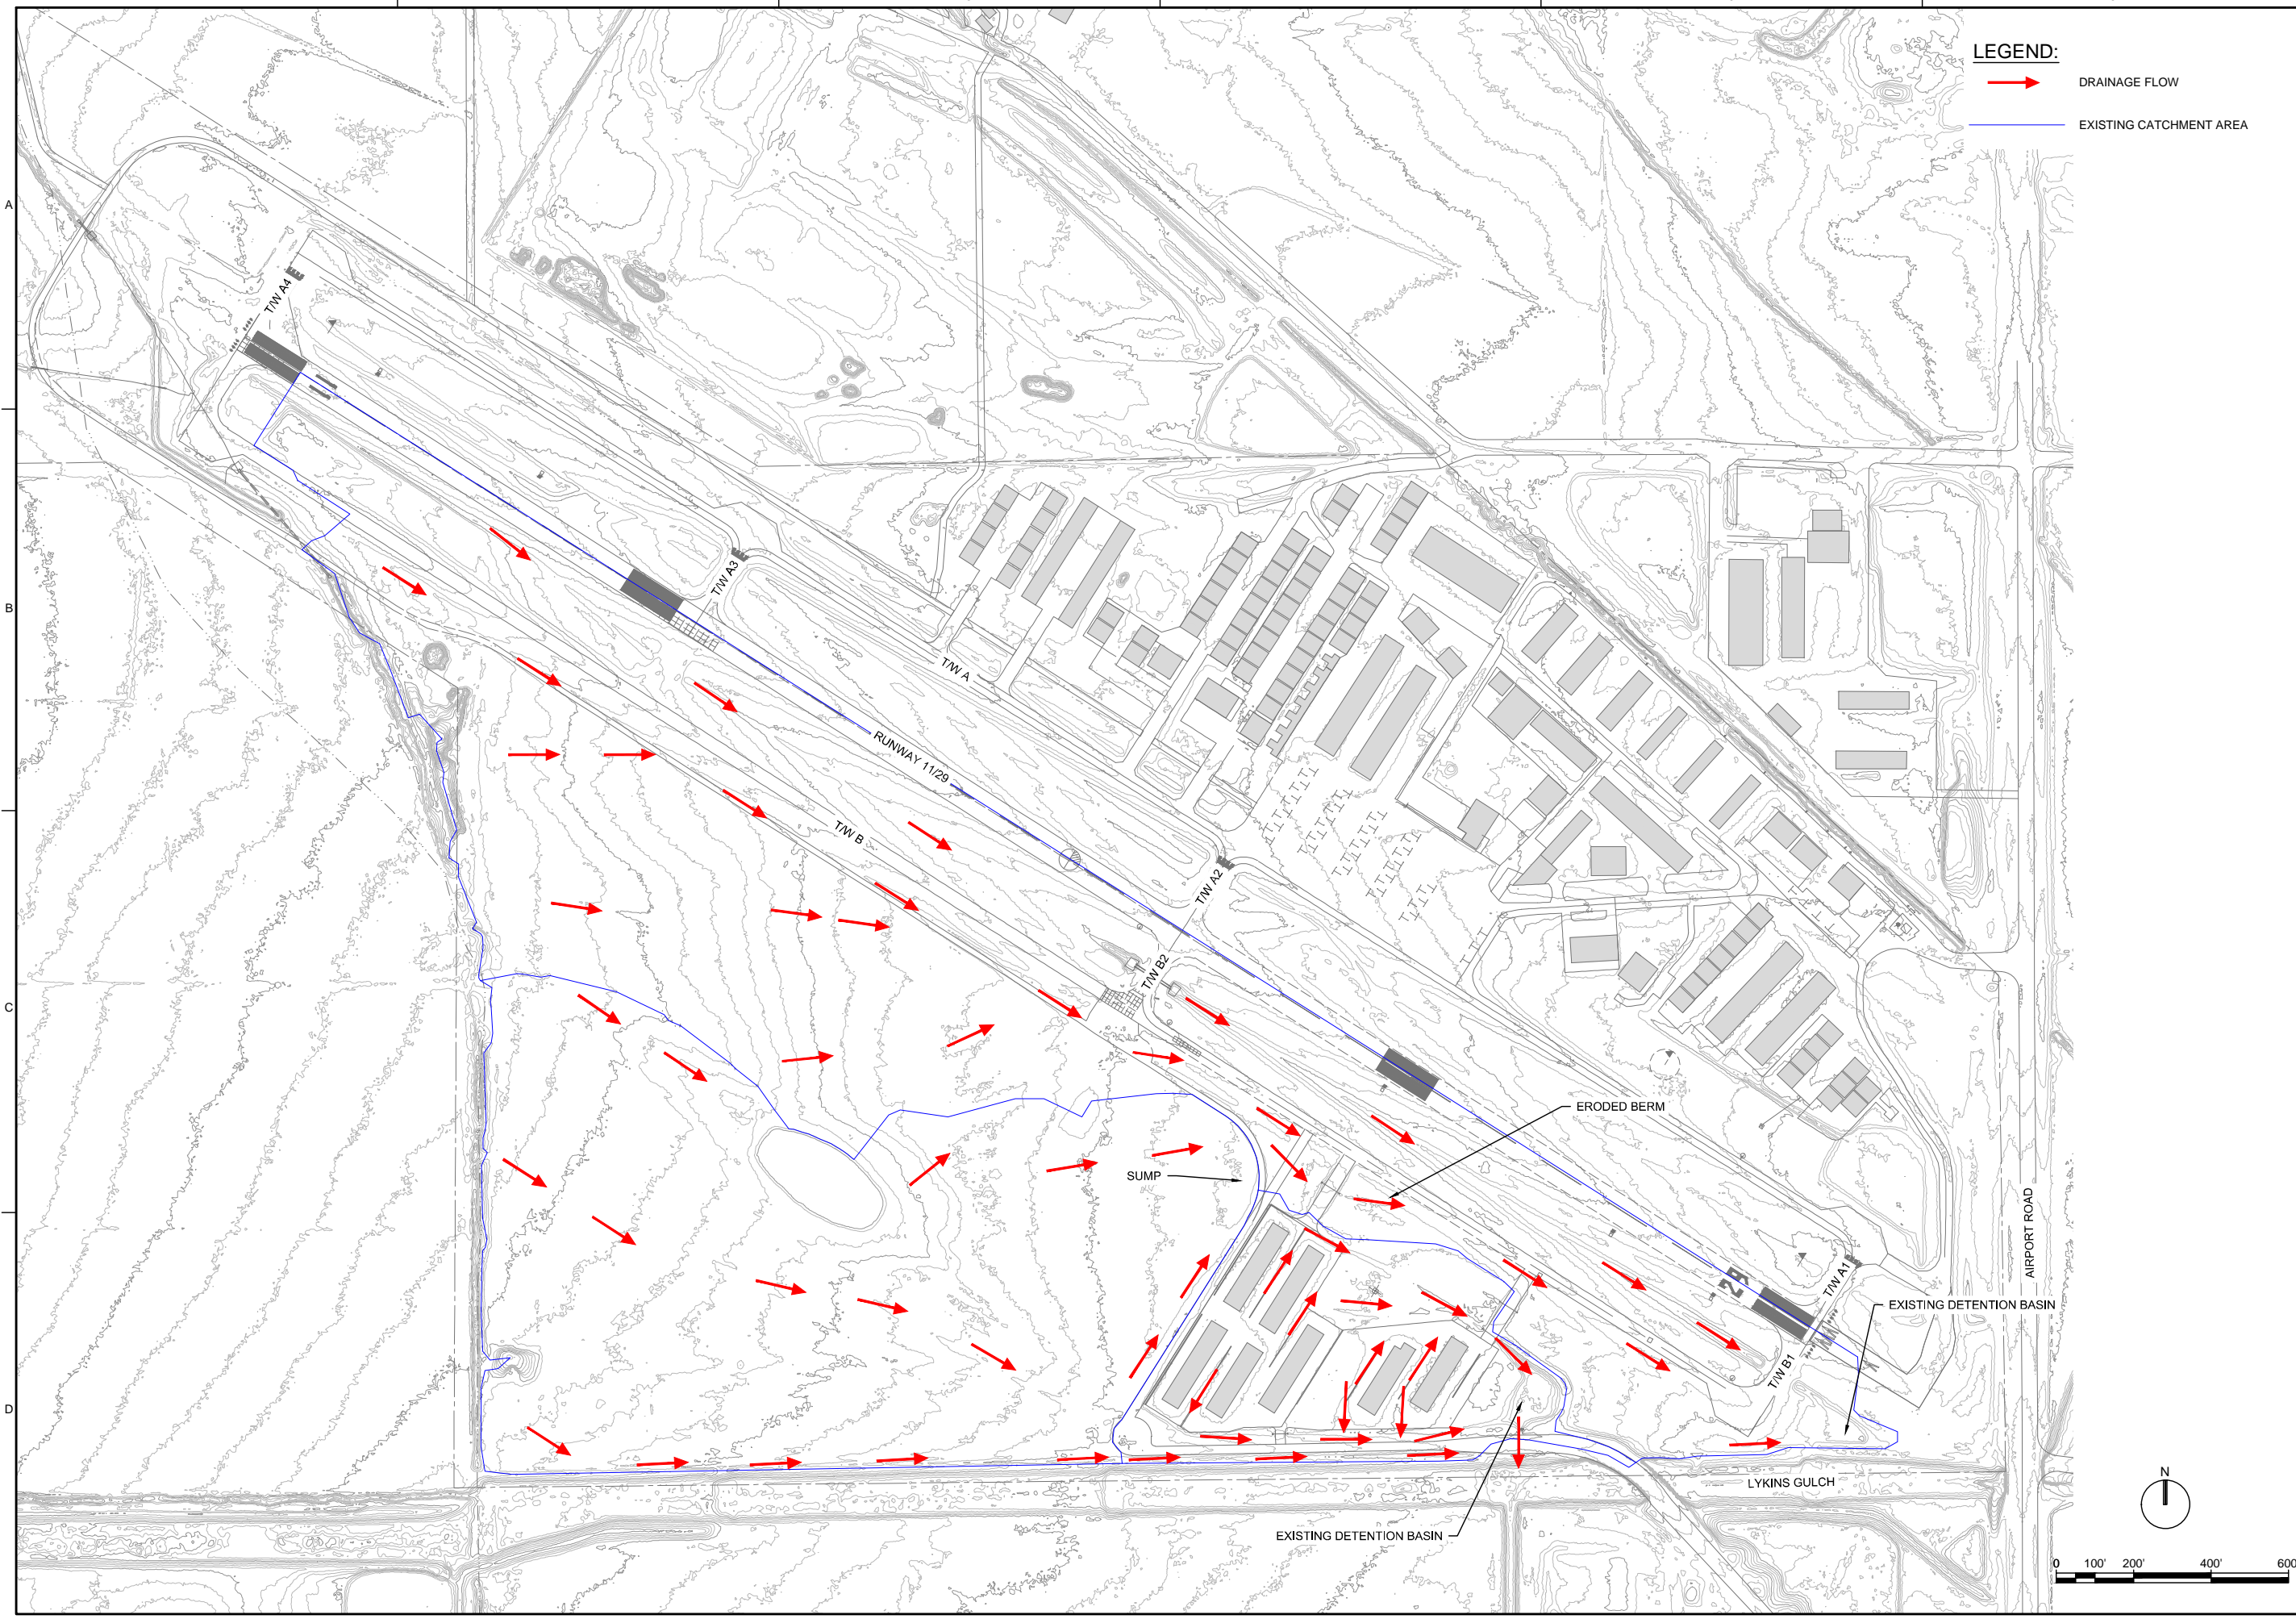 LEGEND:
DRAINAGE FLOW
EXISTING CATCHMENT AREA
A
T/W A4
B
T/W A3
T/W A
RUNWAY 11/29
T/W B
T/W A2
T/W B2
C
ERODED BERM
SUMP
AIRPORT ROAD
29
T/W A1
EXISTING DETENTION BASIN
T/W B1
D
LYKINS GULCH
N
EXISTING DETENTION BASIN
0 100' 200' 400' 600